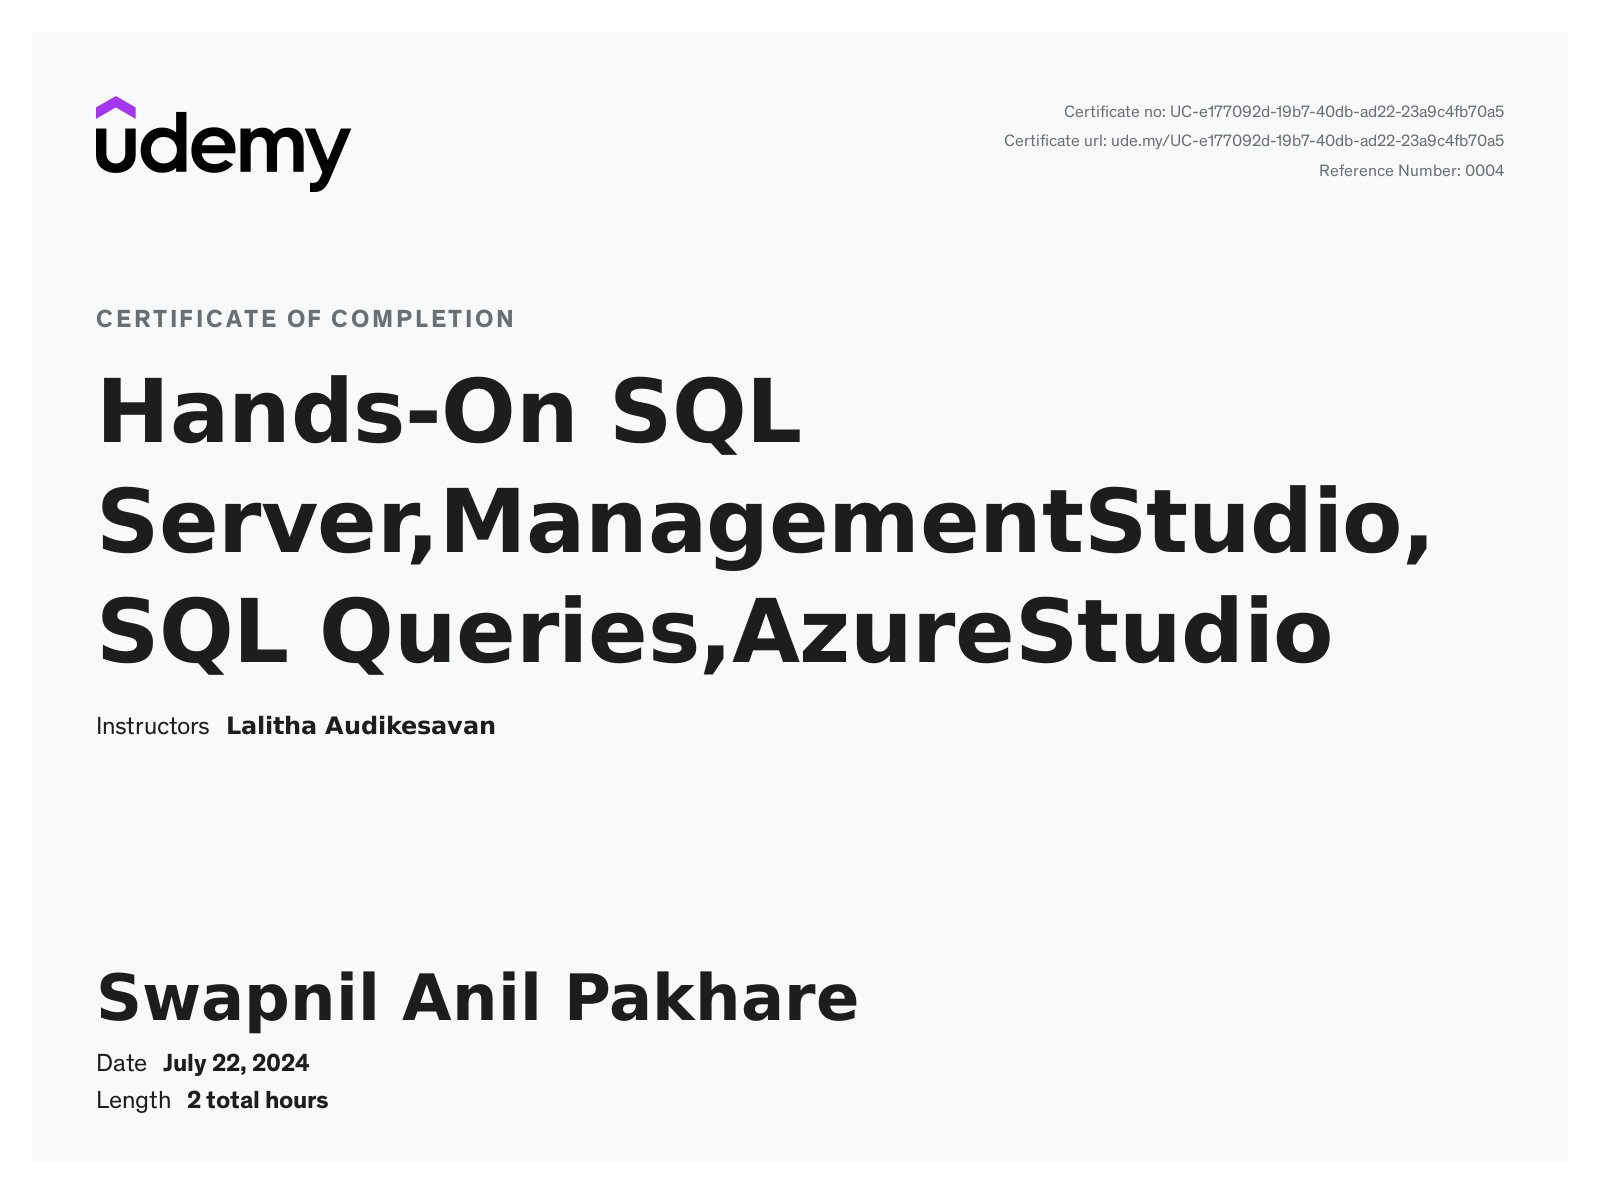 udemy
Certificate no: UC-e177092d-19b7-40db-ad22-23a9c4fb70a5
Certificate url: ude.my/UC-e177092d-19b7-40db-ad22-23a9c4fb70a5
Reference Number: 0004
CERTIFICATE OF COMPLETION
Hands-On SQL
Server,ManagementStudio,
SQL Queries,AzureStudio
Instructors Lalitha Audikesavan
Swapnil Anil Pakhare
Date July 22, 2024
Length 2 total hours